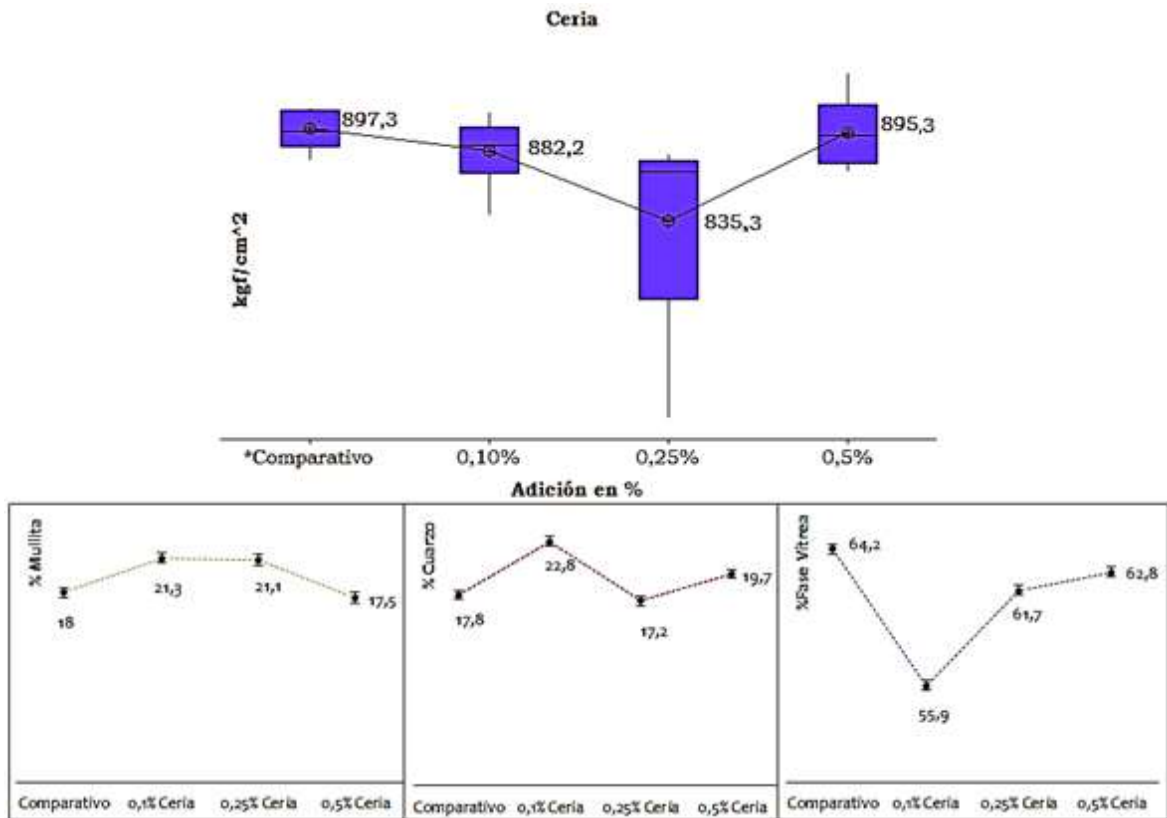 Ceria
kgf/cm^2
897,3
882,2
835,3
895,3
*Comparativo 0,10% 0,25% 0,5%
Adición en %
% Mullita
18
21,3
21,1
17,5
Comparativo 0,1% Ceria 0,25% Ceria 0,5% Ceria
% Cuarzo
17,8
22,8
17,2
19,7
Comparativo 0,1% Ceria 0,25% Ceria 0,5% Ceria
%Fase Vítrea
64,2
55,9
61,7
62,8
Comparativo 0,1% Ceria 0,25% Ceria 0,5% Ceria